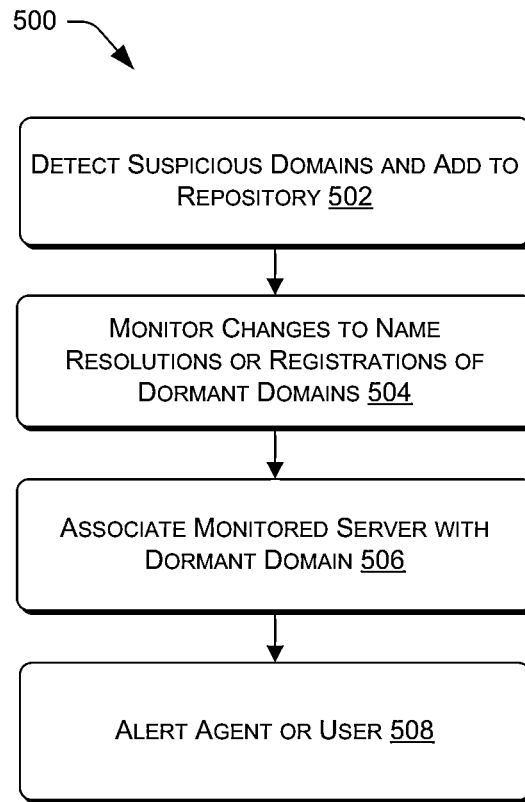 500
DETECT SUSPICIOUS DOMAINS AND ADD TO
REPOSITORY 502
MONITOR CHANGES TO NAME
RESOLUTIONS OR REGISTRATIONS OF
DORMANT DOMAINS 504
ASSOCIATE MONITORED SERVER WITH
DORMANT DOMAIN 506
ALERT AGENT OR USER 508